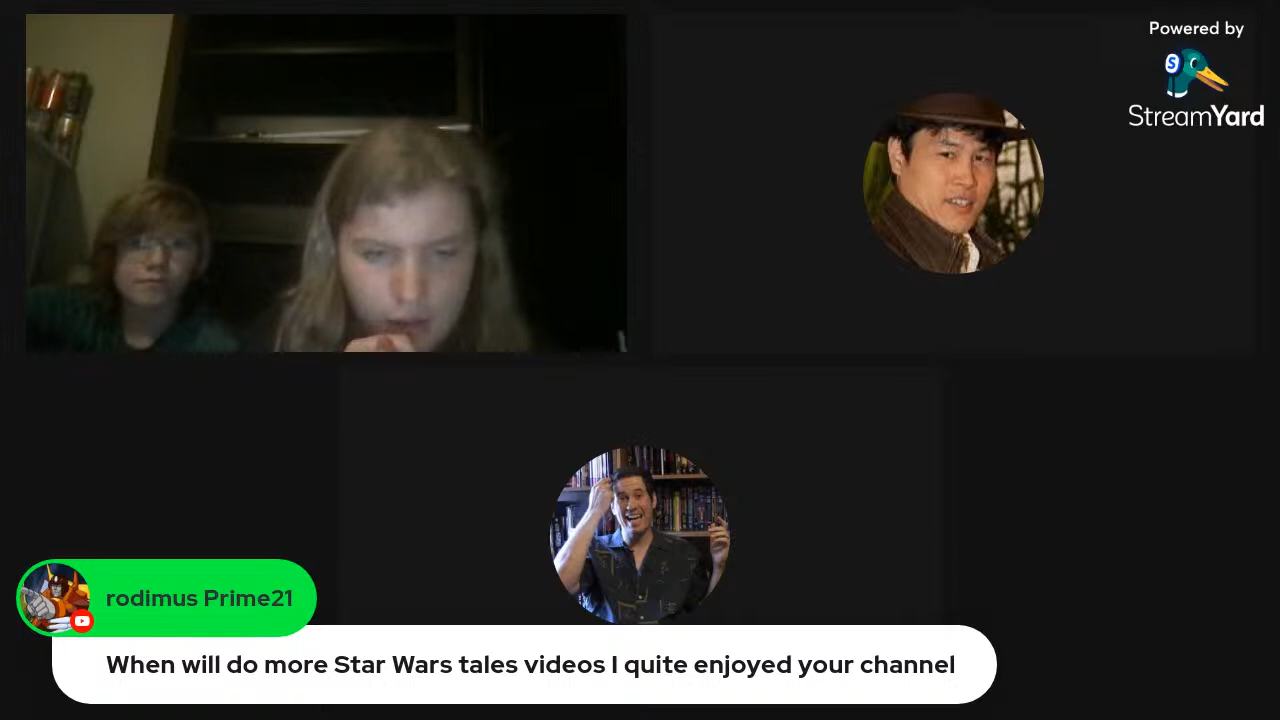 Powered by
StreamYard
rodimus Prime21
When will do more Star Wars tales videos I quite enjoyed your channel